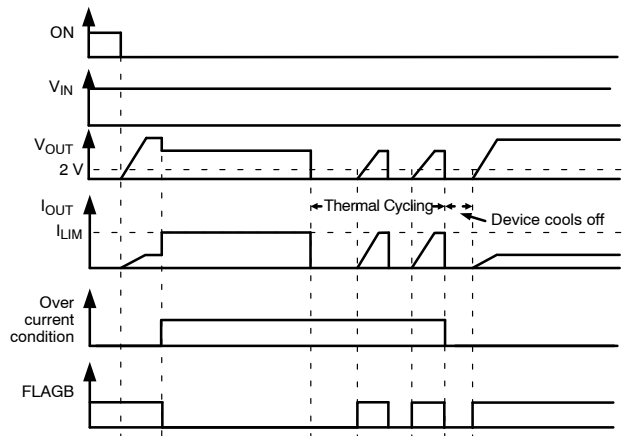 ON
VIN
VOUT
2 V
IOUT
Thermal Cycling
Device cools off
ILIM
Over
current
condition
FLAGB